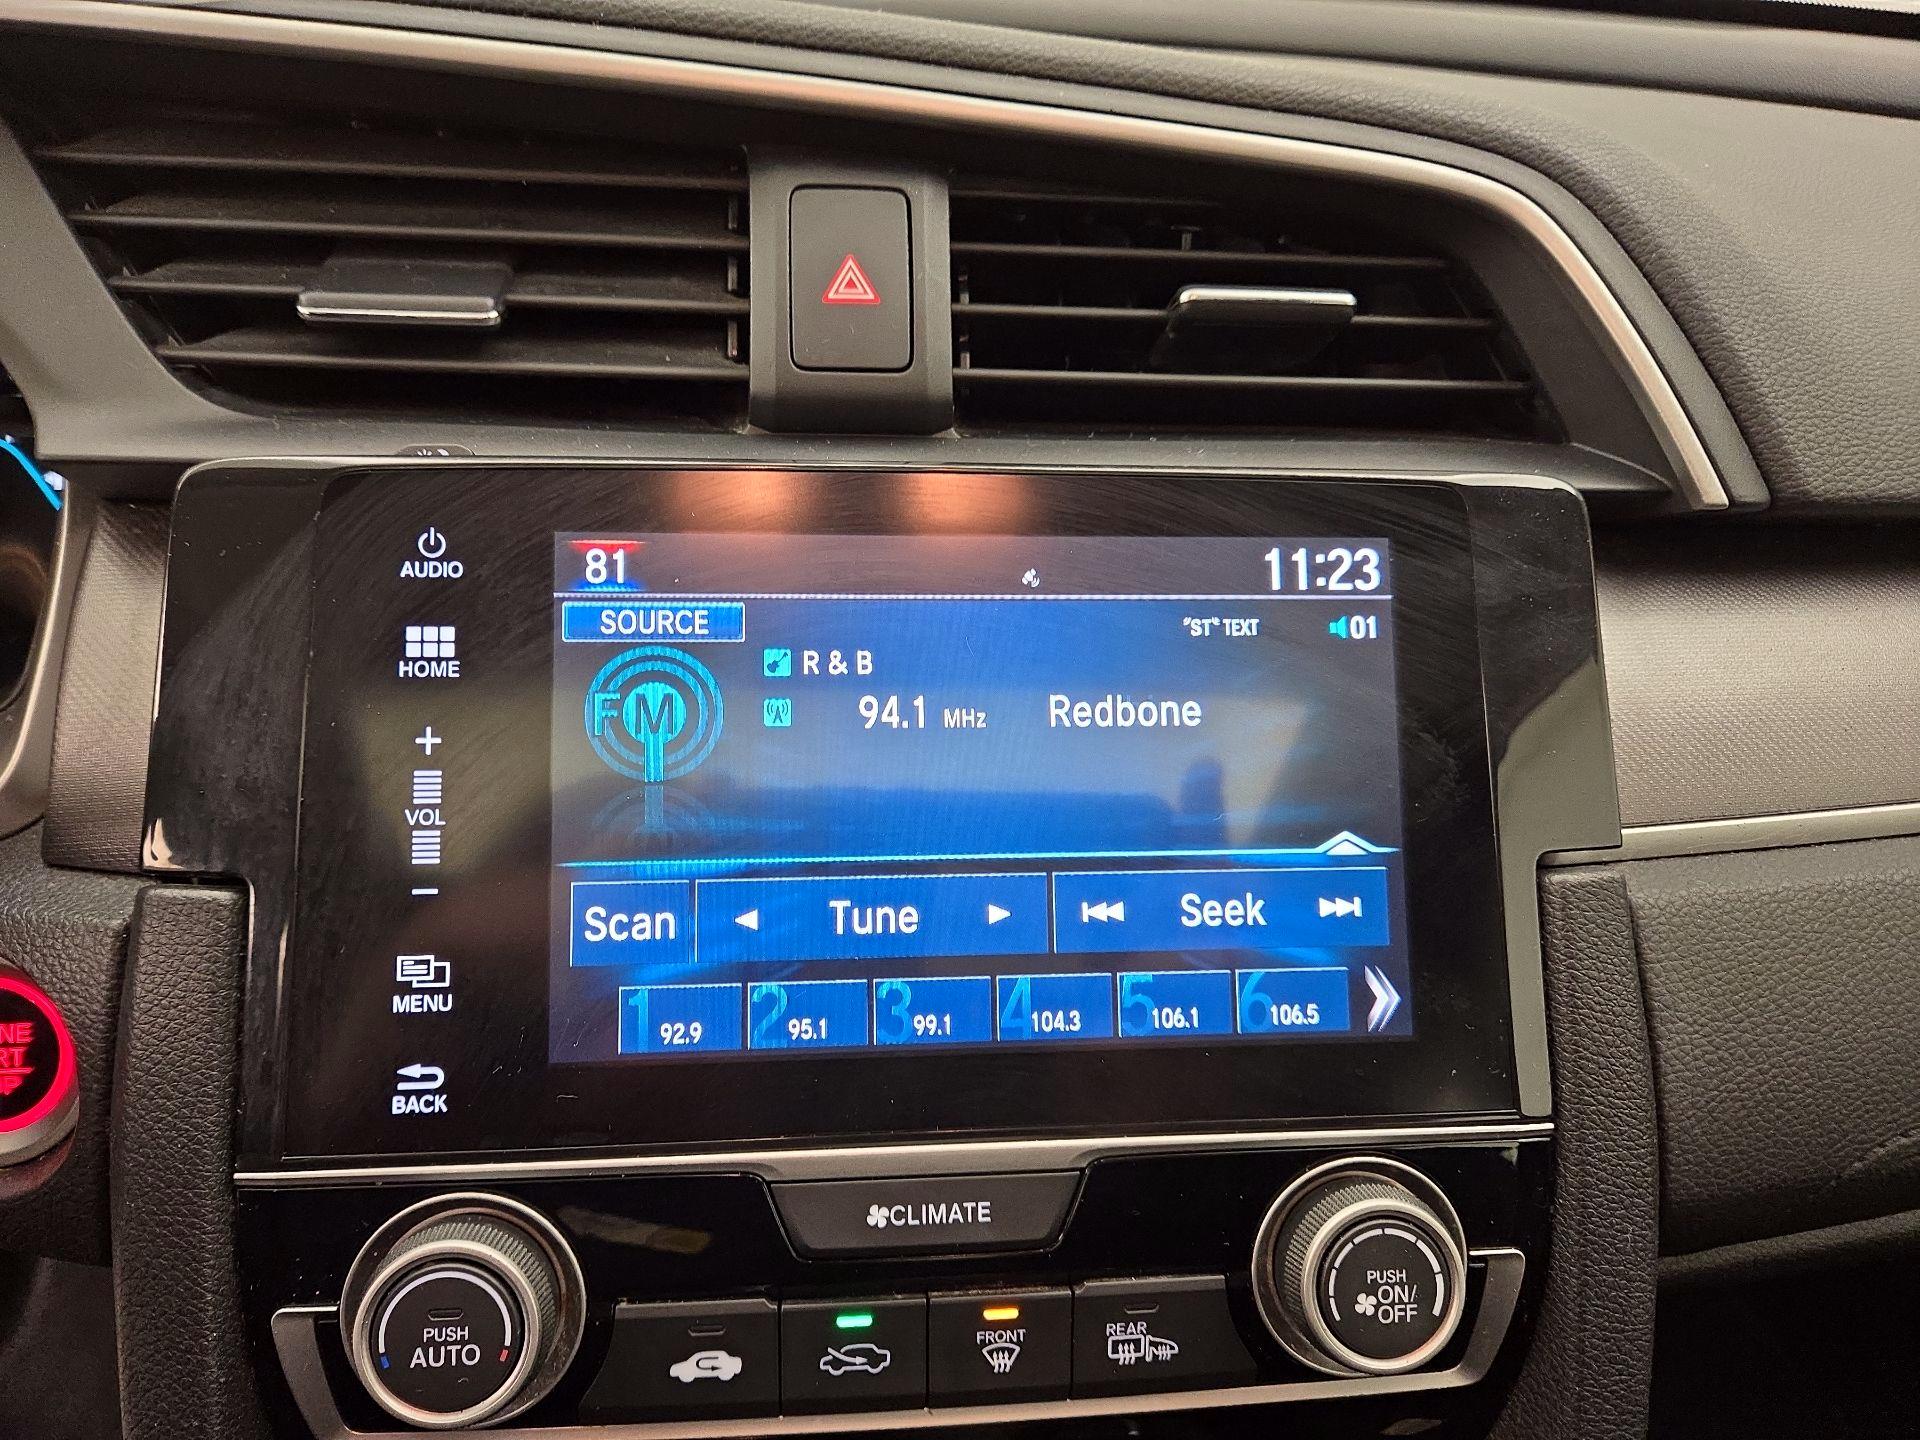 AUDIO
HOME
+
VOL
−
MENU
BACK
81
11:23
SOURCE
"ST" TEXT
01
FM
R & B
94.1 MHz Redbone
Scan
Tune
Seek
1 92.9
2 95.1
3 99.1
4 104.3
5 106.1
6 106.5
CLIMATE
PUSH
AUTO
FRONT
REAR
PUSH
ON/
OFF